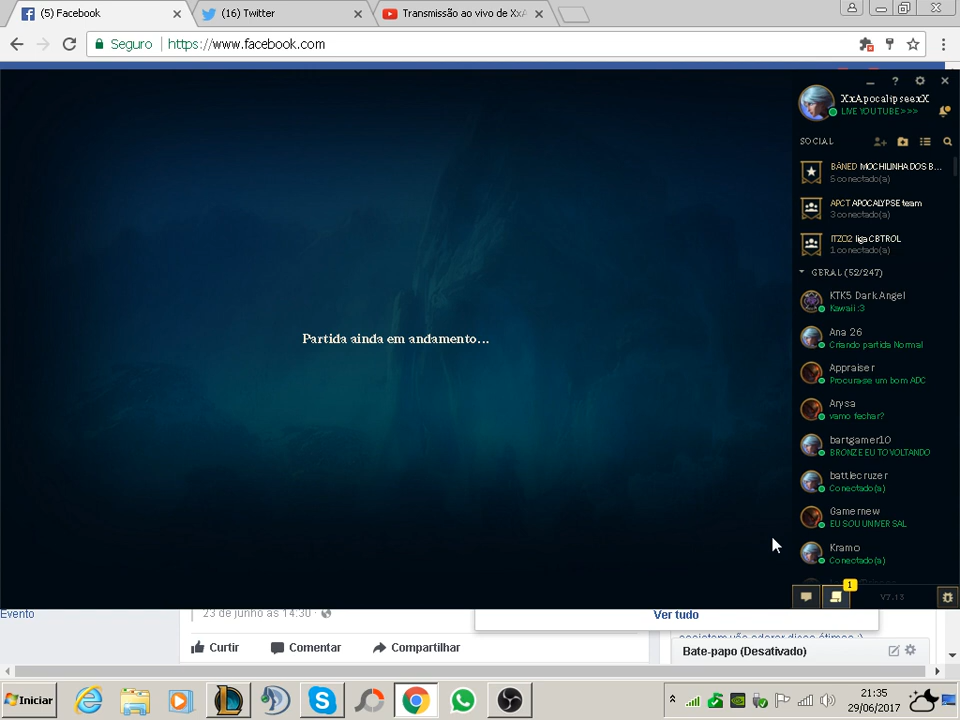 (5) Facebook
(16) Twitter
Transmissão ao vivo de XxA
Seguro
https://www.facebook.com
XxApocalipseexX
LIVE YOUTUBE>>>
SOCIAL
BÂNED MOCHILINHA DOS B...
5 conectado(a)
APCT APOCALYPSE team
3 conectado(a)
ITZO2 liga CBTROL
1 conectado(a)
GERAL (52/247)
KTK5 Dark Angel
Kawaii :3
Partida ainda em andamento...
Ana 26
Criando partida Normal
Appraiser
Procura-se um bom ADC
Arysa
vamo fechar?
bartgamer10
BRONZE EU TO VOLTANDO
battlecruzer
Conectado(a)
Gamernew
EU SOU UNIVERSAL
Kramo
Conectado(a)
1
V7.13
Evento
23 de junho às 14:30 ·
Ver tudo
Curtir
Comentar
Compartilhar
Bate-papo (Desativado)
Iniciar
21:35
29/06/2017